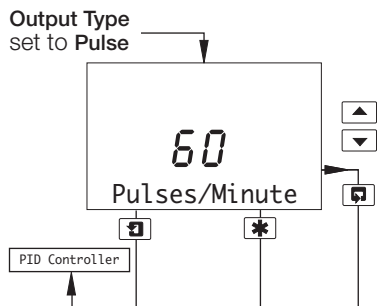 Output Type
set to Pulse
60
Pulses/Minute
PID Controller